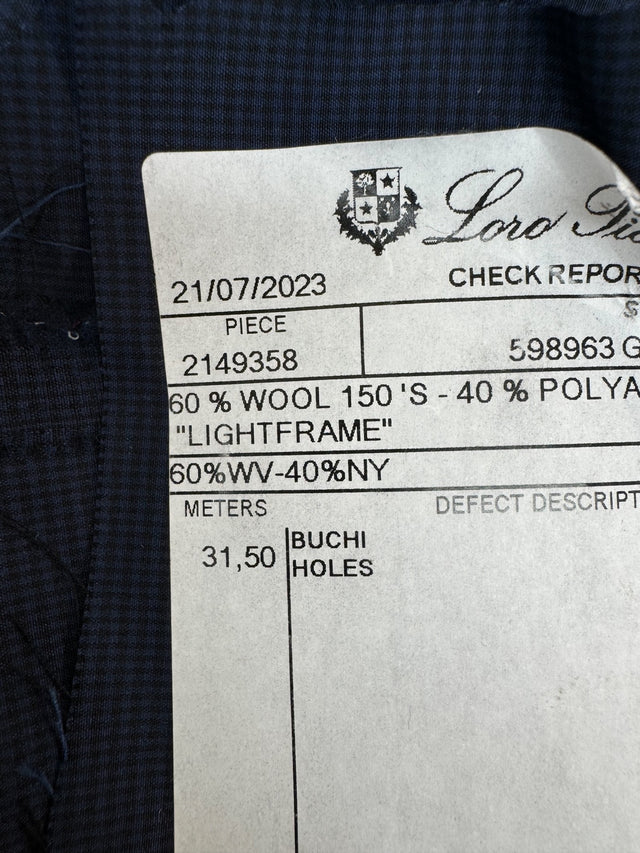 Loro Pia
21/07/2023 CHECK REPOR
PIECE
2149358 598963 G
60 % WOOL 150 'S - 40 % POLYA
"LIGHTFRAME"
60%WV-40%NY
METERS DEFECT DESCRIPT
31,50 BUCHI
HOLES